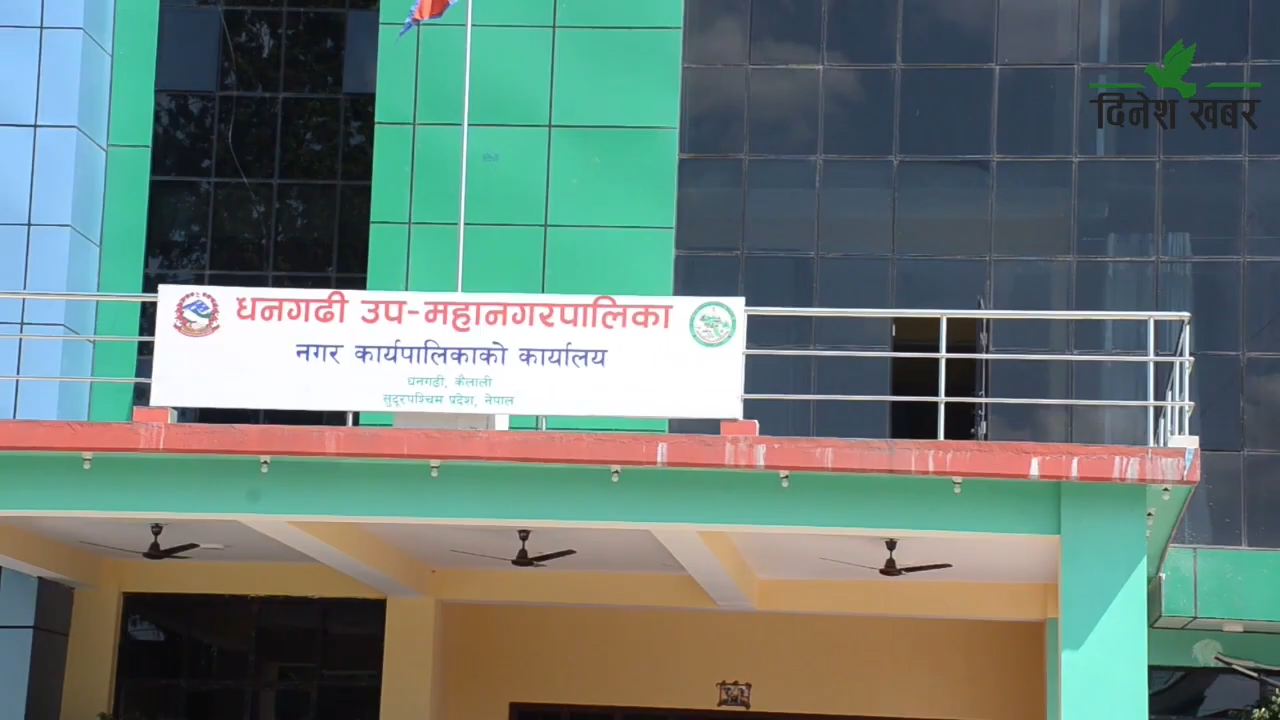 दिनेश खबर
धनगढी उप-महानगरपालिका
नगर कार्यपालिकाको कार्यालय
धनगढी, कैलाली
सुदूरपश्चिम प्रदेश, नेपाल